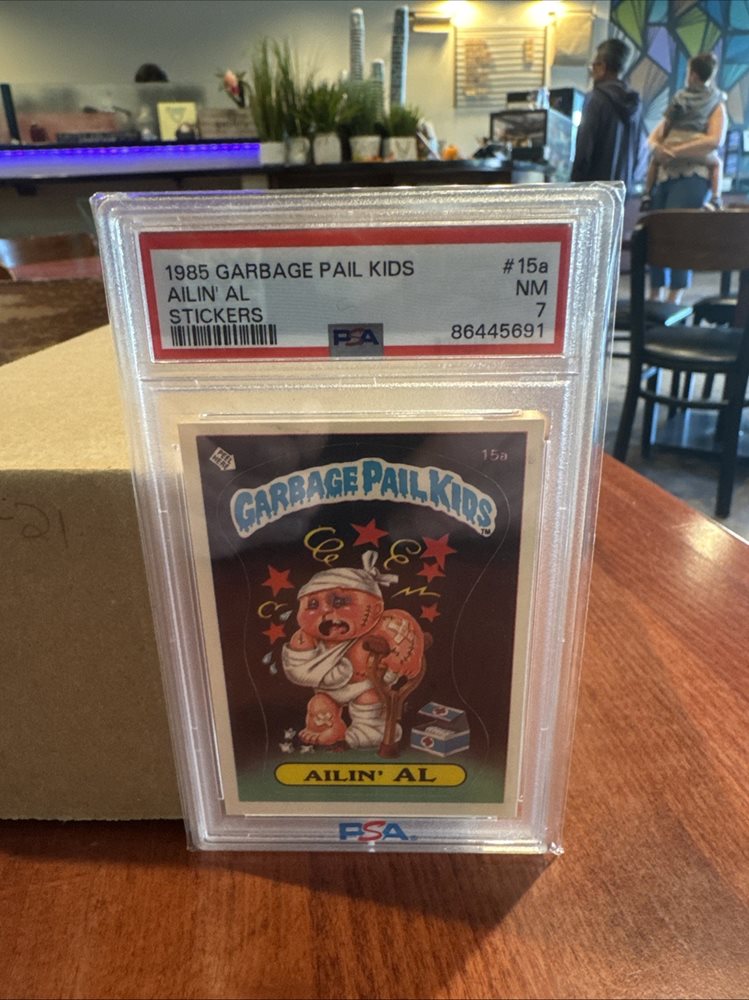 1985 GARBAGE PAIL KIDS #15a
AILIN' AL NM
STICKERS 7
PSA 86445691
15a
GARBAGE PAIL KIDS
TM
AILIN' AL
PSA